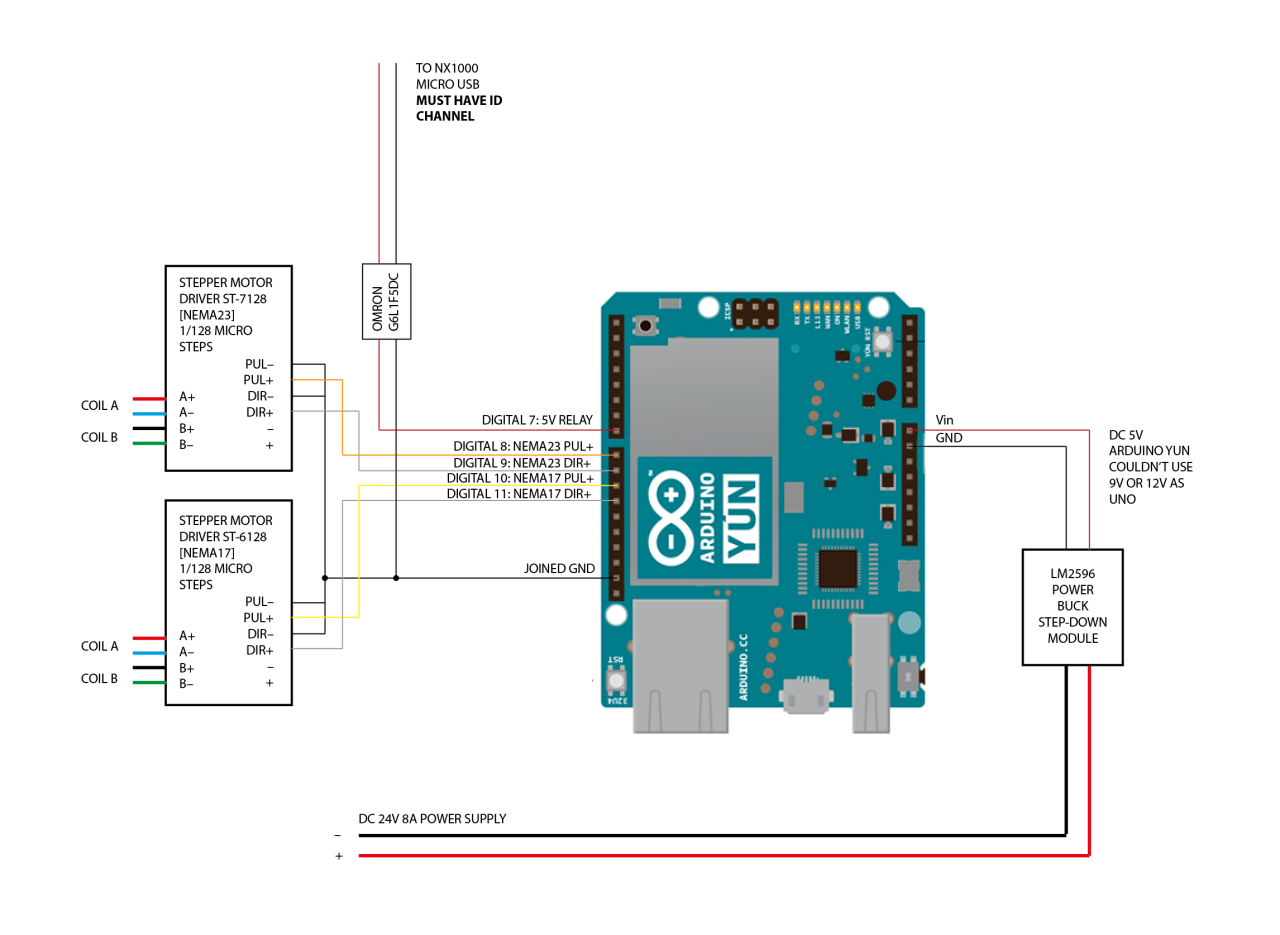 TO NX1000
MICRO USB
MUST HAVE ID
CHANNEL
OMRON
G6L1F5DC
STEPPER MOTOR
DRIVER ST-7128
[NEMA23]
1/128 MICRO
STEPS
PUL–
PUL+
DIR–
DIR+
–
+
A+
A–
B+
B–
COIL A
COIL B
STEPPER MOTOR
DRIVER ST-6128
[NEMA17]
1/128 MICRO
STEPS
PUL–
PUL+
DIR–
DIR+
–
+
A+
A–
B+
B–
COIL A
COIL B
DIGITAL 7: 5V RELAY
DIGITAL 8: NEMA23 PUL+
DIGITAL 9: NEMA23 DIR+
DIGITAL 10: NEMA17 PUL+
DIGITAL 11: NEMA17 DIR+
JOINED GND
ICSP
RX
TX
L13
WAN
ON
WLAN
USB
YÚN RST
™
ARDUINO
YÚN
ARDUINO.CC
RST
32U4
Vin
GND
DC 5V
ARDUINO YUN
COULDN'T USE
9V OR 12V AS
UNO
LM2596
POWER
BUCK
STEP-DOWN
MODULE
DC 24V 8A POWER SUPPLY
–
+